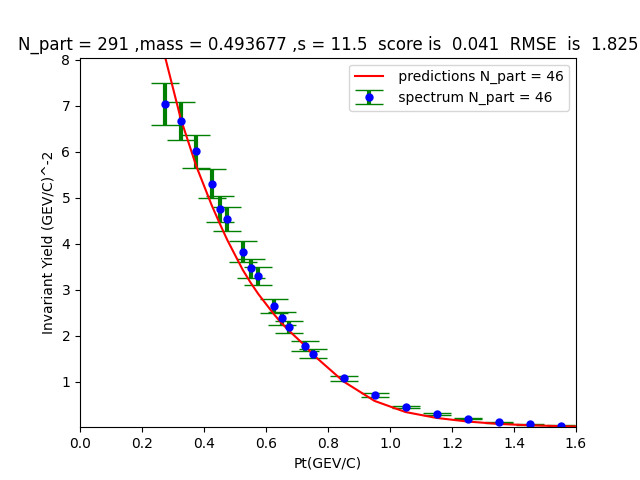 N_part = 291 ,mass = 0.493677 ,s = 11.5  score is  0.041  RMSE  is  1.825
predictions N_part = 46
spectrum N_part = 46
Invariant Yield (GEV/C)^-2
8
7
6
5
4
3
2
1
0.0 0.2 0.4 0.6 0.8 1.0 1.2 1.4 1.6
Pt(GEV/C)